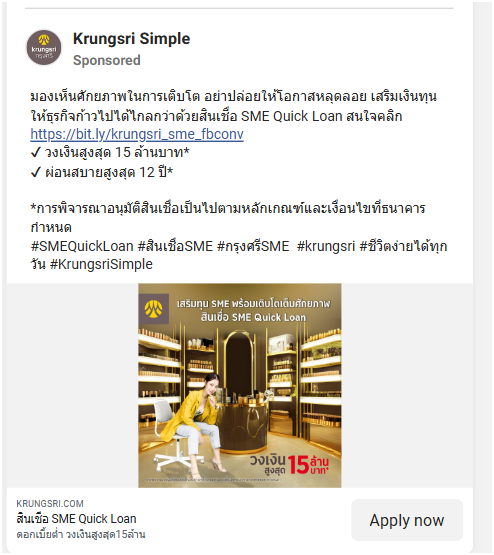 krungsri
กรุงศรี
Krungsri Simple
Sponsored
มองเห็นศักยภาพในการเติบโต อย่าปล่อยให้โอกาสหลุดลอย เสริมเงินทุน
ให้ธุรกิจก้าวไปได้ไกลกว่าด้วยสินเชื่อ SME Quick Loan สนใจคลิก
https://bit.ly/krungsri_sme_fbconv
✓ วงเงินสูงสุด 15 ล้านบาท*
✓ ผ่อนสบายสูงสุด 12 ปี*
*การพิจารณาอนุมัติสินเชื่อเป็นไปตามหลักเกณฑ์และเงื่อนไขที่ธนาคาร
กำหนด
#SMEQuickLoan #สินเชื่อSME #กรุงศรีSME #krungsri #ชีวิตง่ายได้ทุก
วัน #KrungsriSimple
เสริมทุน SME พร้อมเติบโตเต็มศักยภาพ
สินเชื่อ SME Quick Loan
วงเงิน
สูงสุด 15 ล้าน
บาท*
KRUNGSRI.COM
สินเชื่อ SME Quick Loan
ดอกเบี้ยต่ำ วงเงินสูงสุด15ล้าน
Apply now